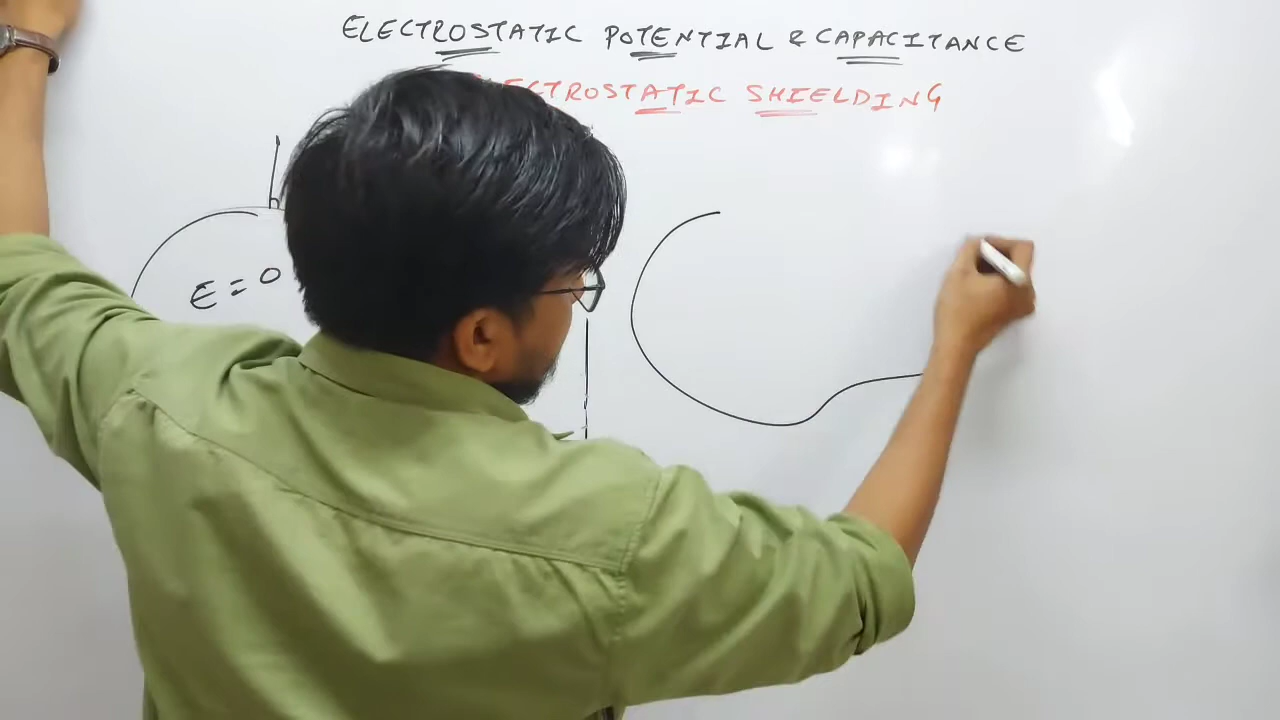 ELECTROSTATIC POTENTIAL & CAPACITANCE
ELECTROSTATIC SHIELDING
E = 0